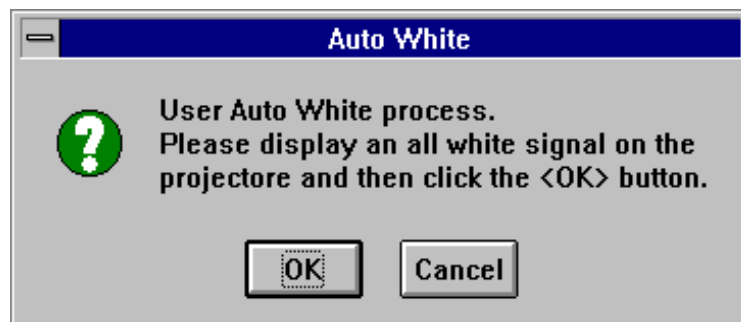 Auto White
User Auto White process.
Please display an all white signal on the
projectore and then click the <OK> button.
OK Cancel